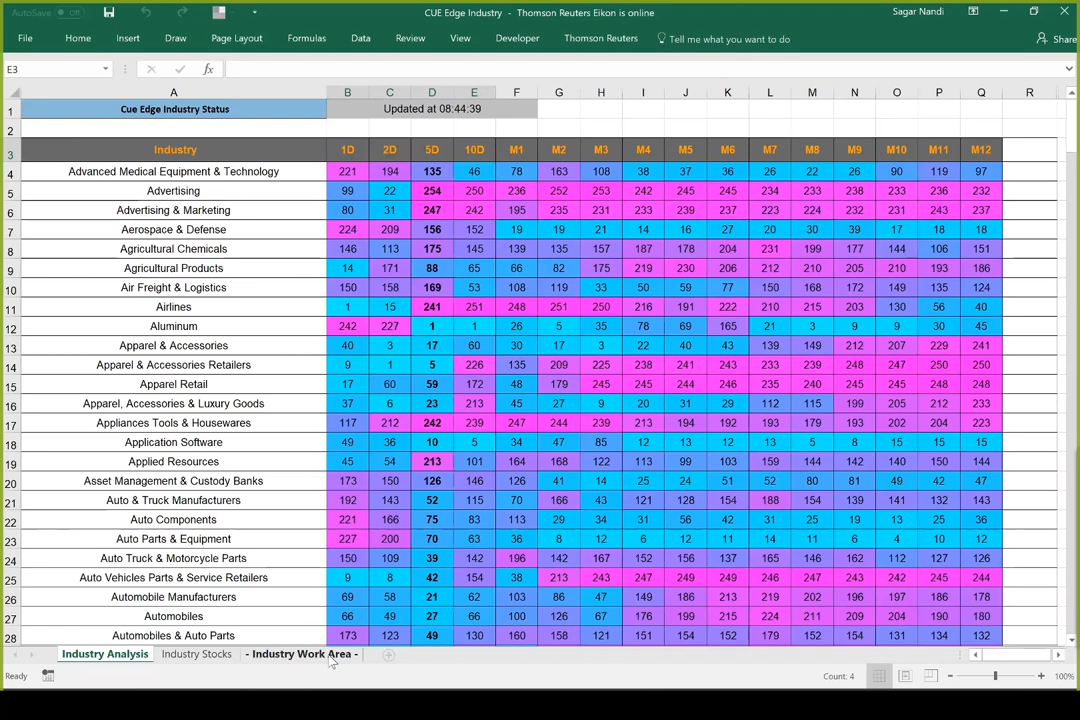 AutoSave Off CUE Edge Industry - Thomson Reuters Eikon is online Sagar Nandi
File Home Insert Draw Page Layout Formulas Data Review View Developer Thomson Reuters Tell me what you want to do Share
E3 fx
A B C D E F G H I J K L M N O P Q R
1 Cue Edge Industry Status Updated at 08:44:39
2
3 Industry 1D 2D 5D 10D M1 M2 M3 M4 M5 M6 M7 M8 M9 M10 M11 M12
4 Advanced Medical Equipment & Technology 221 194 135 46 78 163 108 38 37 36 26 22 26 90 119 97
5 Advertising 99 22 254 250 236 252 253 242 245 245 234 233 238 233 236 232
6 Advertising & Marketing 80 31 247 242 195 235 231 233 239 237 223 224 232 231 243 237
7 Aerospace & Defense 224 209 156 152 19 19 21 14 16 27 20 30 39 17 18 18
8 Agricultural Chemicals 146 113 175 145 139 135 157 187 178 204 231 199 177 144 106 151
9 Agricultural Products 14 171 88 65 66 82 175 219 230 206 212 210 205 210 193 186
10 Air Freight & Logistics 150 158 169 53 108 119 33 50 59 77 150 168 172 149 135 124
11 Airlines 1 15 241 251 248 251 250 216 191 222 210 215 203 130 56 40
12 Aluminum 242 227 1 1 26 5 35 78 69 165 21 3 9 9 30 45
13 Apparel & Accessories 40 3 17 60 30 17 3 22 40 43 139 149 212 207 229 241
14 Apparel & Accessories Retailers 9 1 5 226 135 209 225 238 241 243 233 239 248 247 250 250
15 Apparel Retail 17 60 59 172 48 179 245 245 244 246 235 240 245 245 248 248
16 Apparel, Accessories & Luxury Goods 37 6 23 213 45 27 9 20 31 29 112 115 199 205 212 233
17 Appliances Tools & Housewares 117 212 242 239 247 244 239 213 194 192 193 179 193 202 204 223
18 Application Software 49 36 10 5 34 47 85 12 13 12 13 5 8 15 15 15
19 Applied Resources 45 54 213 101 164 168 122 113 99 103 159 144 142 140 150 144
20 Asset Management & Custody Banks 173 150 126 146 126 41 14 25 24 51 52 80 81 49 42 47
21 Auto & Truck Manufacturers 192 143 52 115 70 166 43 121 128 154 188 154 139 141 132 143
22 Auto Components 221 166 75 83 113 29 34 31 56 42 31 25 19 13 25 36
23 Auto Parts & Equipment 227 200 70 63 36 8 12 6 12 11 14 11 6 4 10 12
24 Auto Truck & Motorcycle Parts 150 109 39 142 196 142 167 152 156 137 165 146 162 112 127 126
25 Auto Vehicles Parts & Service Retailers 9 8 42 154 38 213 243 247 249 249 246 247 243 242 245 244
26 Automobile Manufacturers 69 58 21 62 103 86 47 149 186 213 219 202 196 196 187 178
27 Automobiles 66 49 27 66 100 126 67 176 199 215 224 211 209 204 190 180
28 Automobiles & Auto Parts 173 123 49 130 160 158 121 151 154 152 179 152 154 131 134 132
Industry Analysis Industry Stocks - Industry Work Area -
Ready Count: 4 100%